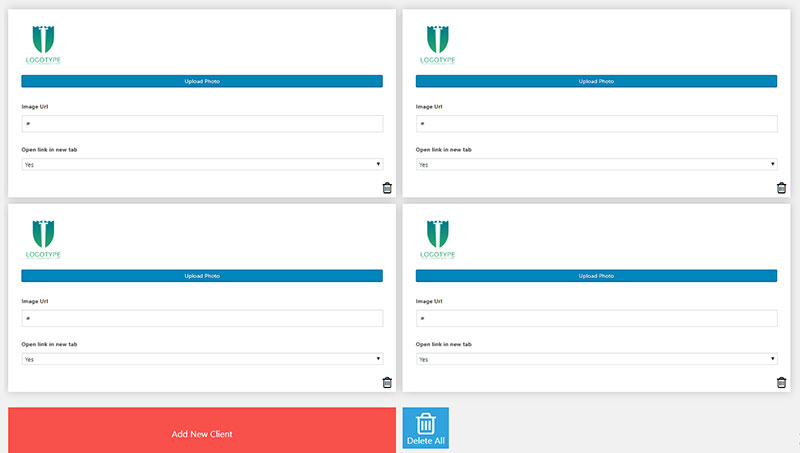 LOGOTYPE
Upload Photo
Image Url
#
Open link in new tab
Yes
LOGOTYPE
Upload Photo
Image Url
#
Open link in new tab
Yes
LOGOTYPE
Upload Photo
Image Url
#
Open link in new tab
Yes
LOGOTYPE
Upload Photo
Image Url
#
Open link in new tab
Yes
Add New Client
Delete All